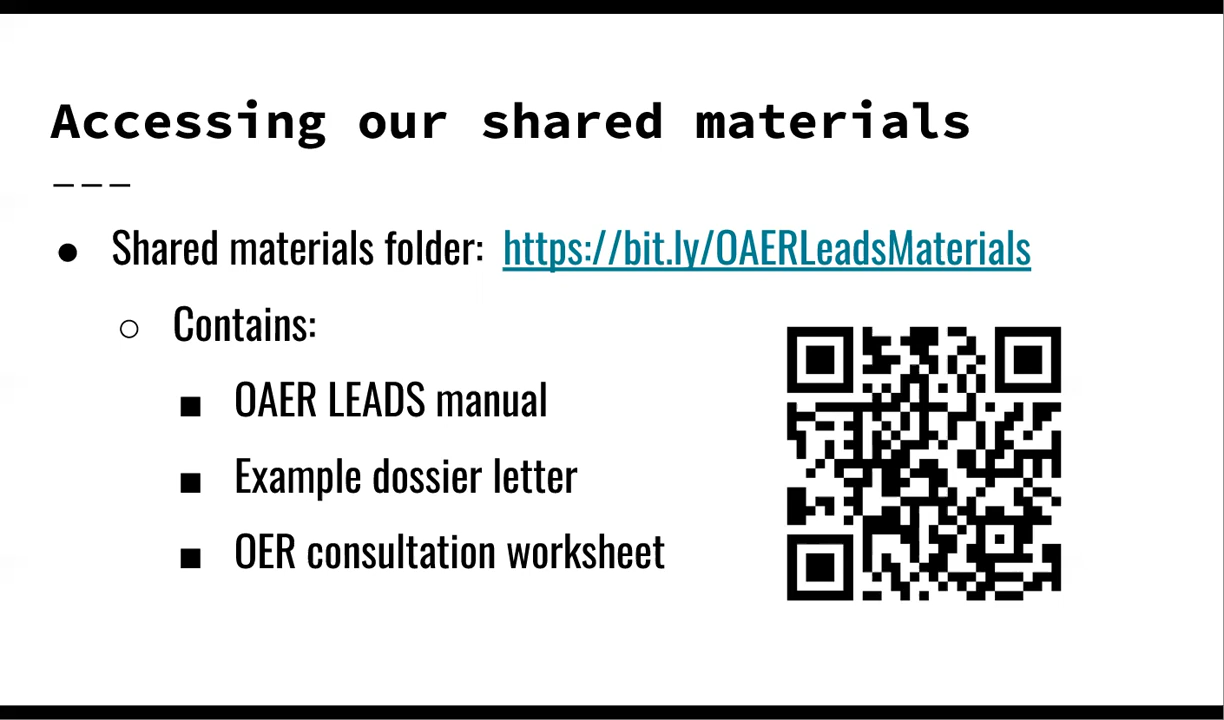 Accessing our shared materials
● Shared materials folder: https://bit.ly/OAERLeadsMaterials
○ Contains:
■ OAER LEADS manual
■ Example dossier letter
■ OER consultation worksheet